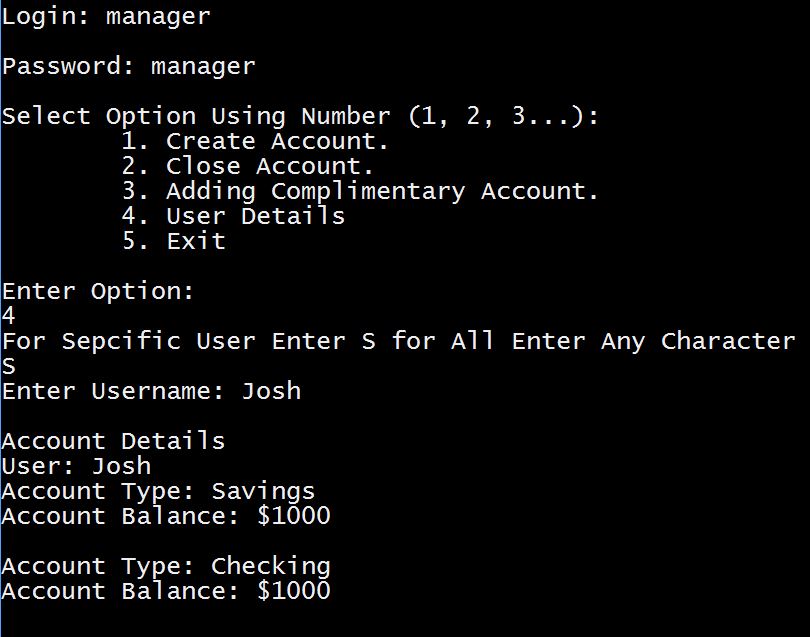 Login: manager
Password: manager
Select Option Using Number (1, 2, 3...):
1. Create Account.
2. Close Account.
3. Adding Complimentary Account.
4. User Details
5. Exit
Enter Option:
4
For Sepcific User Enter S for All Enter Any Character
S
Enter Username: Josh
Account Details
User: Josh
Account Type: Savings
Account Balance: $1000
Account Type: Checking
Account Balance: $1000